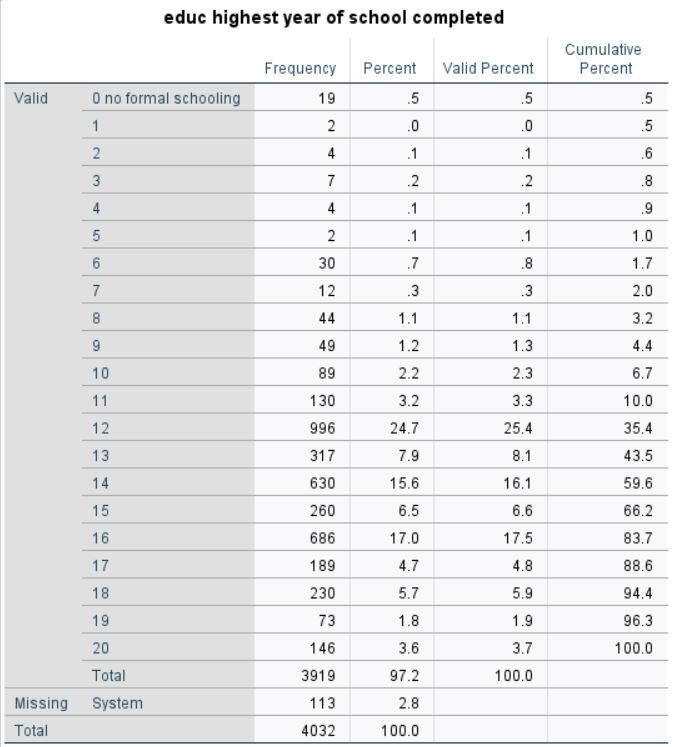 educ highest year of school completed
Frequency Percent Valid Percent Cumulative Percent
Valid 0 no formal schooling 19 .5 .5 .5
1 2 .0 .0 .5
2 4 .1 .1 .6
3 7 .2 .2 .8
4 4 .1 .1 .9
5 2 .1 .1 1.0
6 30 .7 .8 1.7
7 12 .3 .3 2.0
8 44 1.1 1.1 3.2
9 49 1.2 1.3 4.4
10 89 2.2 2.3 6.7
11 130 3.2 3.3 10.0
12 996 24.7 25.4 35.4
13 317 7.9 8.1 43.5
14 630 15.6 16.1 59.6
15 260 6.5 6.6 66.2
16 686 17.0 17.5 83.7
17 189 4.7 4.8 88.6
18 230 5.7 5.9 94.4
19 73 1.8 1.9 96.3
20 146 3.6 3.7 100.0
Total 3919 97.2 100.0
Missing System 113 2.8
Total 4032 100.0